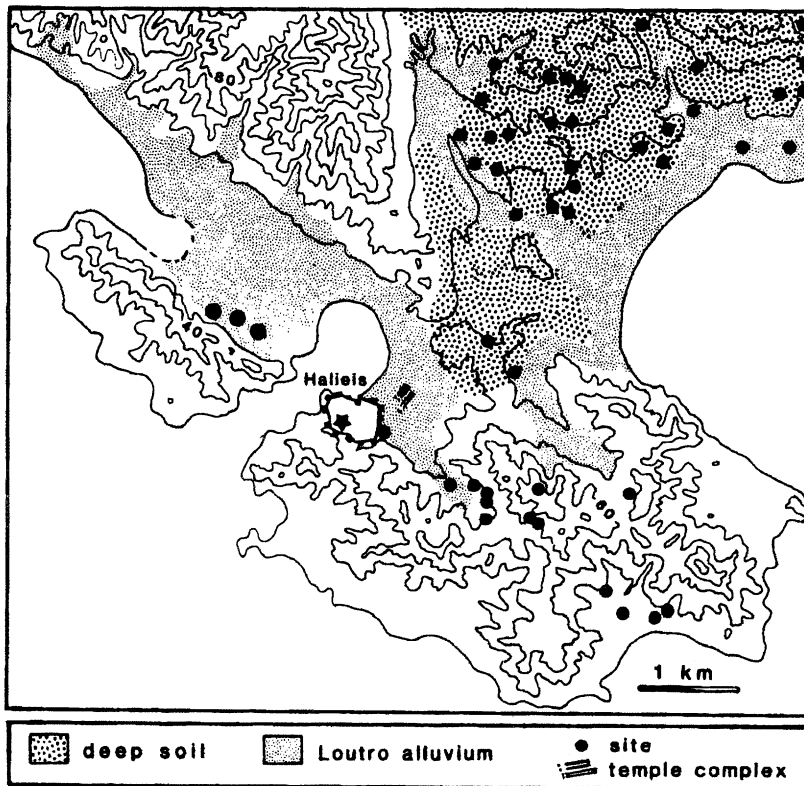 80
40
Halieis
60
1 km
deep soil
Loutro alluvium
site
temple complex